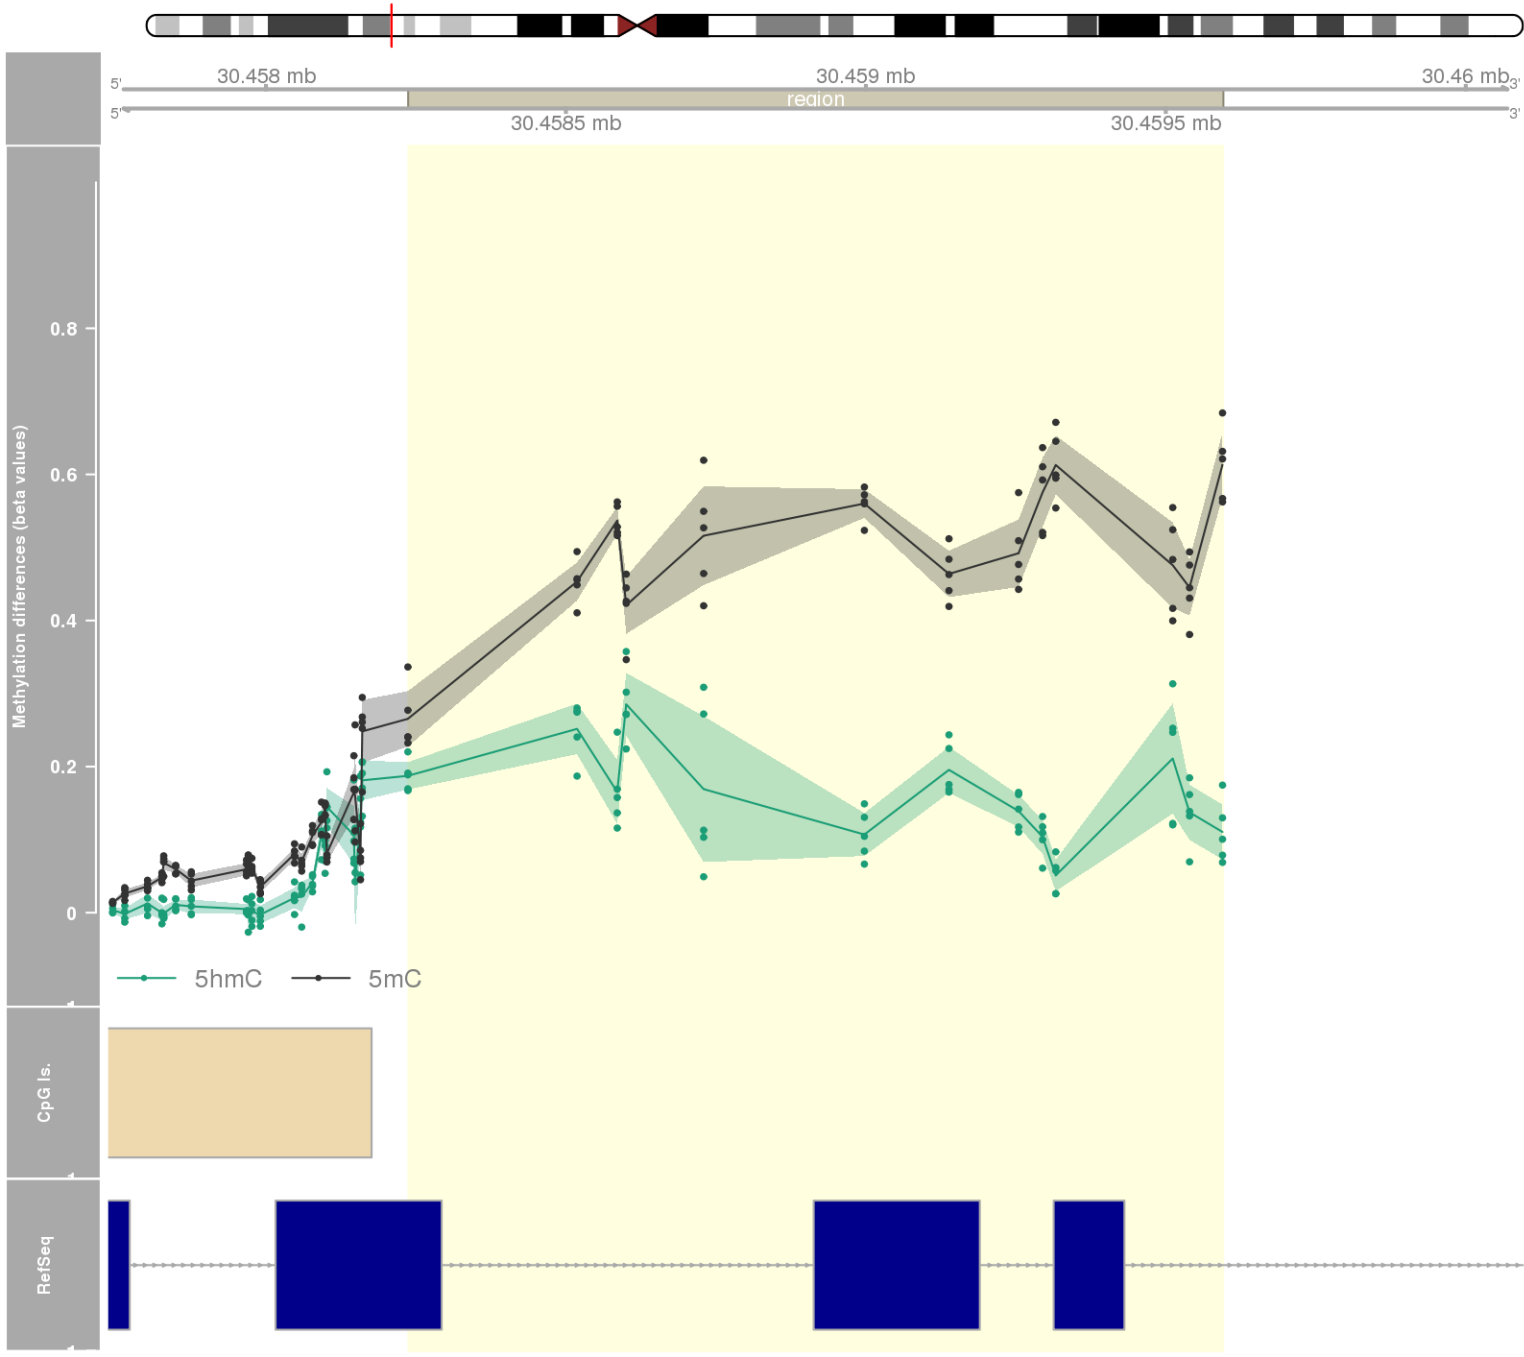 30.458 mb
30.459 mb
30.46 mb
5'
3'
region
5'
3'
30.4585 mb
30.4595 mb
Methylation differences (beta values)
0.8
0.6
0.4
0.2
0
5hmC
5mC
CpG Is.
RefSeq